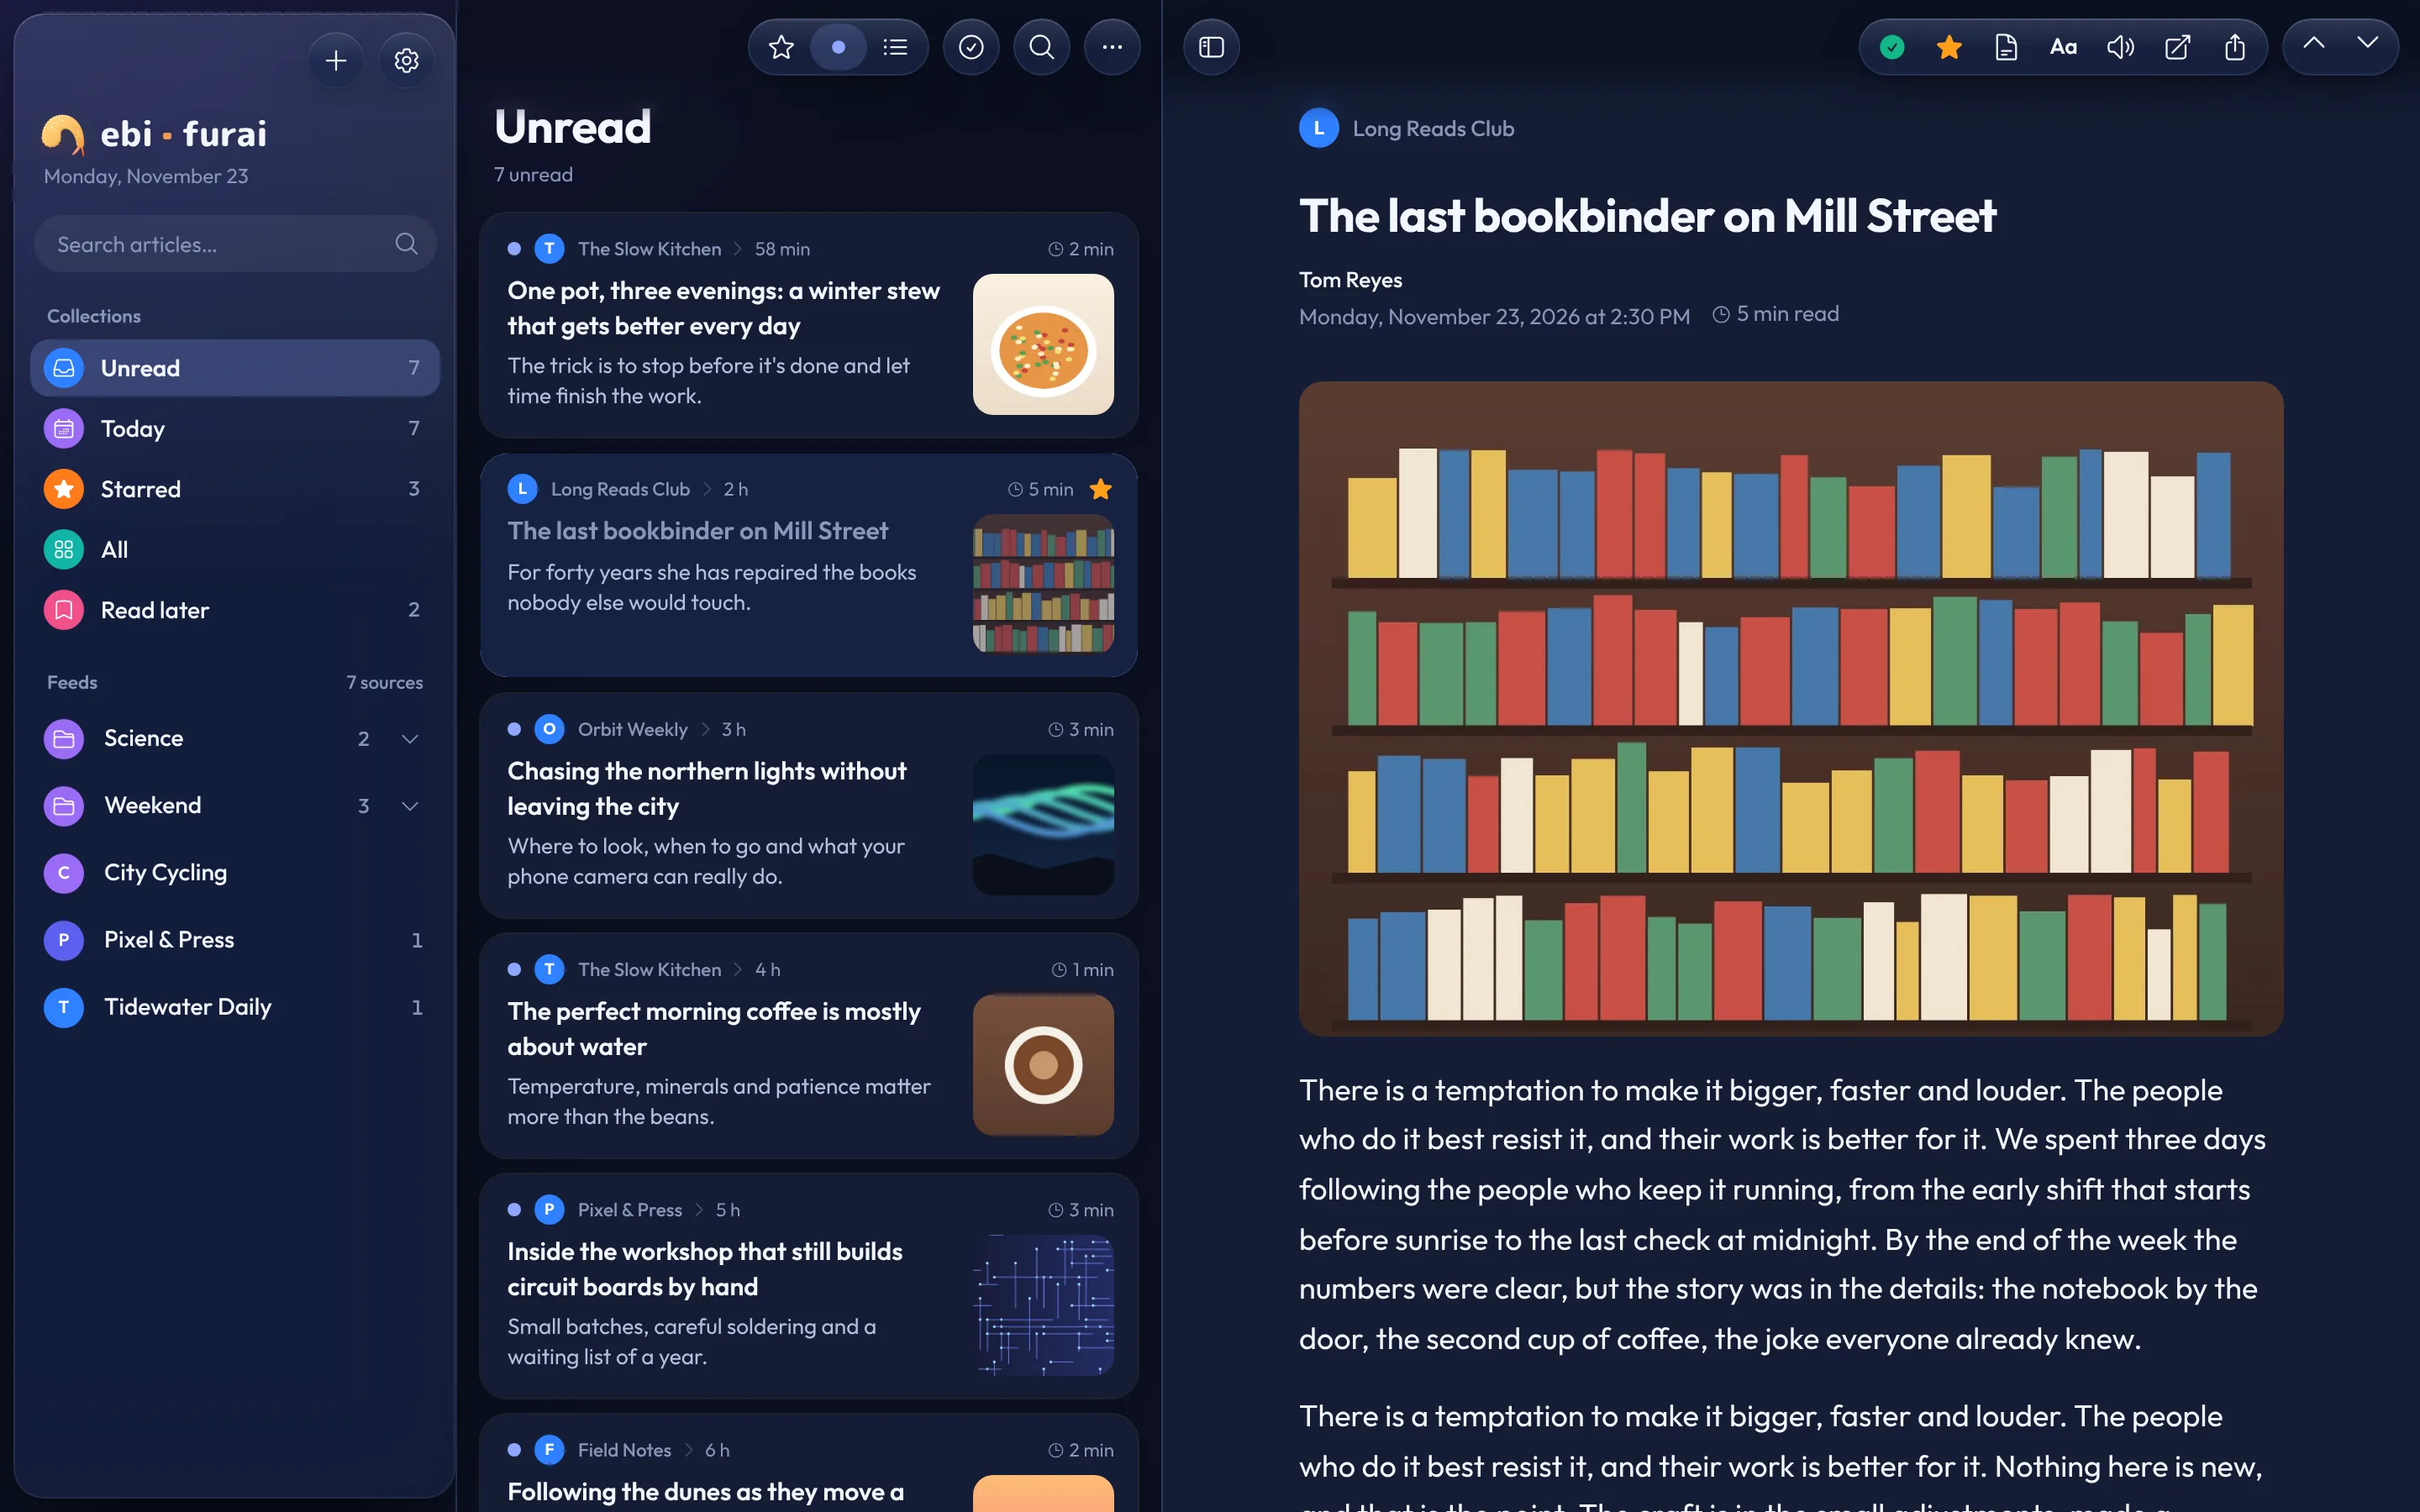 ebi · furai
Monday, November 23
Search articles...
Collections
Unread 7
Today 7
Starred 3
All
Read later 2
Feeds 7 sources
Science 2
Weekend 3
C City Cycling
P Pixel & Press 1
T Tidewater Daily 1
Unread
7 unread
T The Slow Kitchen > 58 min 2 min
One pot, three evenings: a winter stew
that gets better every day
The trick is to stop before it's done and let
time finish the work.
L Long Reads Club > 2 h 5 min
The last bookbinder on Mill Street
For forty years she has repaired the books
nobody else would touch.
O Orbit Weekly > 3 h 3 min
Chasing the northern lights without
leaving the city
Where to look, when to go and what your
phone camera can really do.
T The Slow Kitchen > 4 h 1 min
The perfect morning coffee is mostly
about water
Temperature, minerals and patience matter
more than the beans.
P Pixel & Press > 5 h 3 min
Inside the workshop that still builds
circuit boards by hand
Small batches, careful soldering and a
waiting list of a year.
F Field Notes > 6 h 2 min
Following the dunes as they move a
Aa
L Long Reads Club
The last bookbinder on Mill Street
Tom Reyes
Monday, November 23, 2026 at 2:30 PM 5 min read
There is a temptation to make it bigger, faster and louder. The people
who do it best resist it, and their work is better for it. We spent three days
following the people who keep it running, from the early shift that starts
before sunrise to the last check at midnight. By the end of the week the
numbers were clear, but the story was in the details: the notebook by the
door, the second cup of coffee, the joke everyone already knew.
There is a temptation to make it bigger, faster and louder. The people
who do it best resist it, and their work is better for it. Nothing here is new,
and that is the point. The craft is in the small adjustments, made a